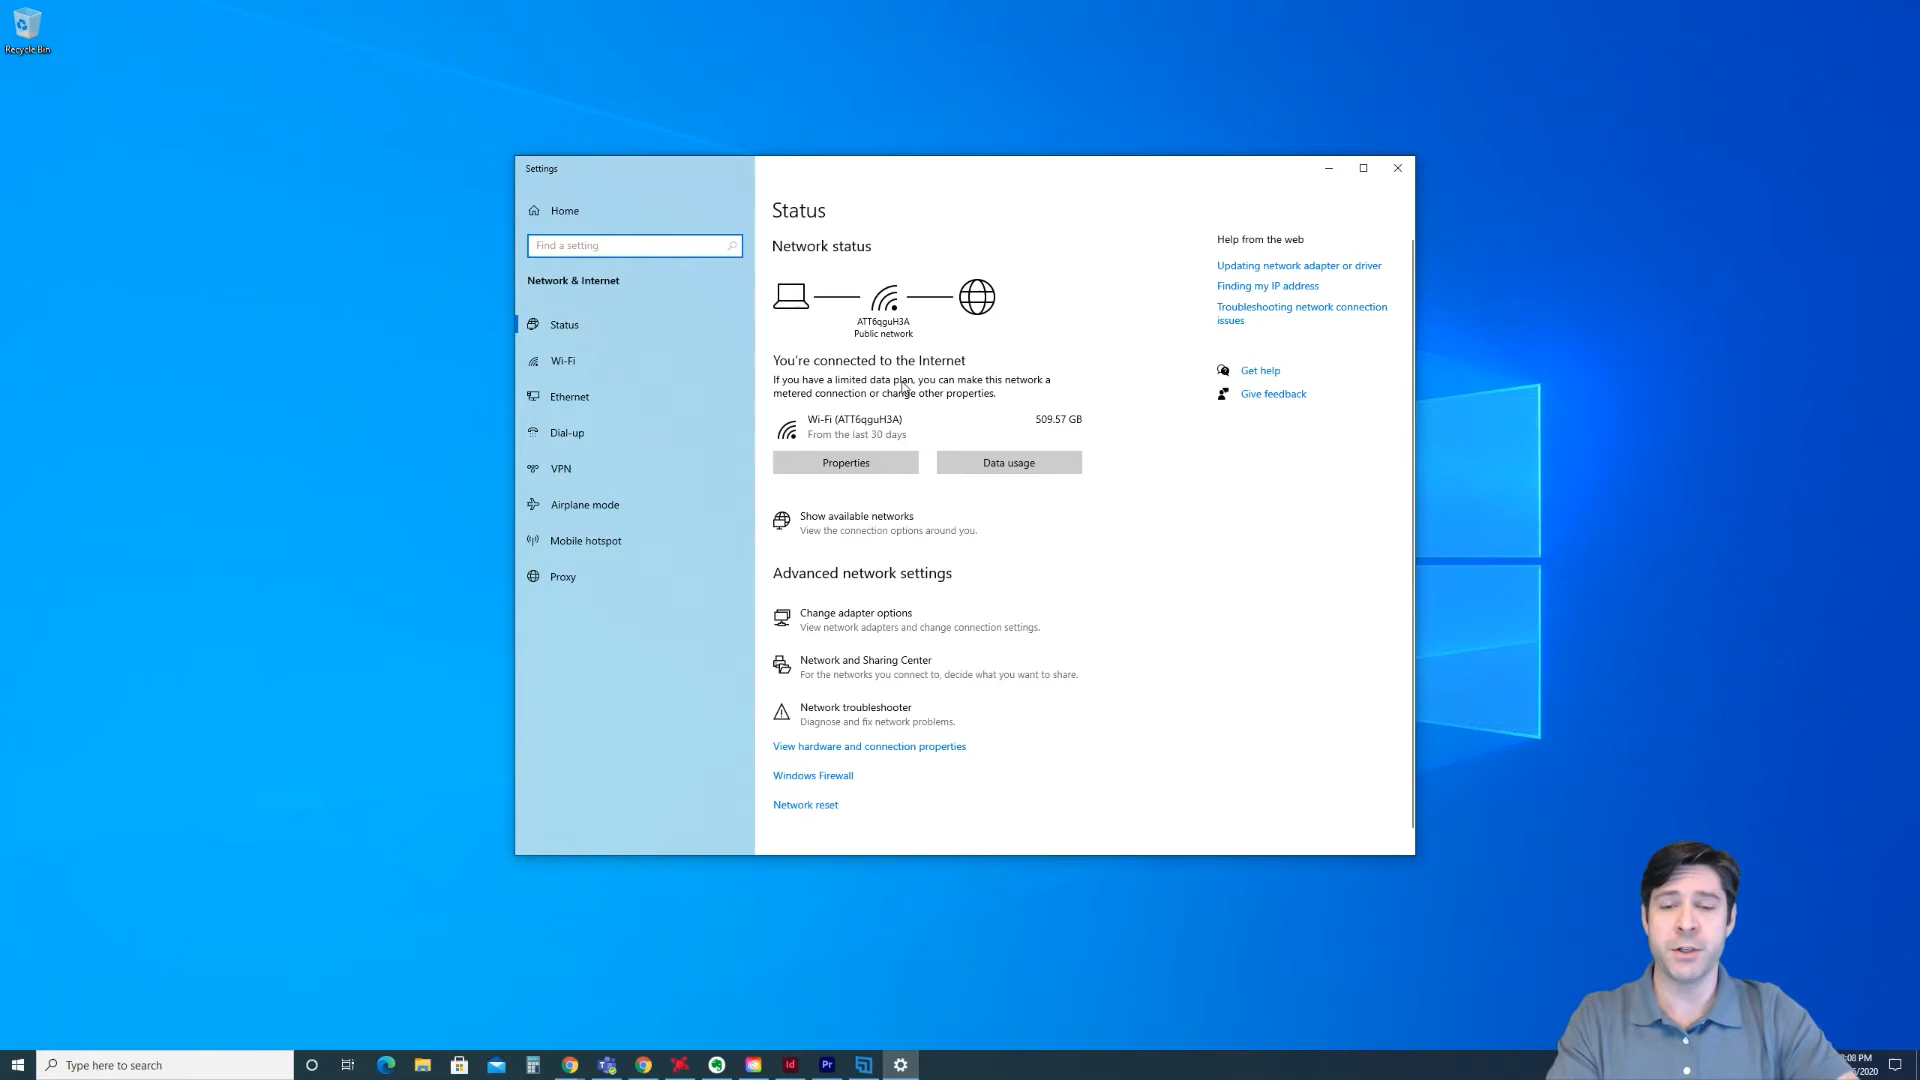 Recycle Bin
Settings
Home
Find a setting
Network & Internet
Status
Wi-Fi
Ethernet
Dial-up
VPN
Airplane mode
Mobile hotspot
Proxy
Status
Network status
ATT6qguH3A
Public network
You're connected to the Internet
If you have a limited data plan, you can make this network a
metered connection or change other properties.
Wi-Fi (ATT6qguH3A)
509.57 GB
From the last 30 days
Properties
Data usage
Show available networks
View the connection options around you.
Advanced network settings
Change adapter options
View network adapters and change connection settings.
Network and Sharing Center
For the networks you connect to, decide what you want to share.
Network troubleshooter
Diagnose and fix network problems.
View hardware and connection properties
Windows Firewall
Network reset
Help from the web
Updating network adapter or driver
Finding my IP address
Troubleshooting network connection
issues
Get help
Give feedback
Type here to search
Id
Pr
:08 PM
/2020